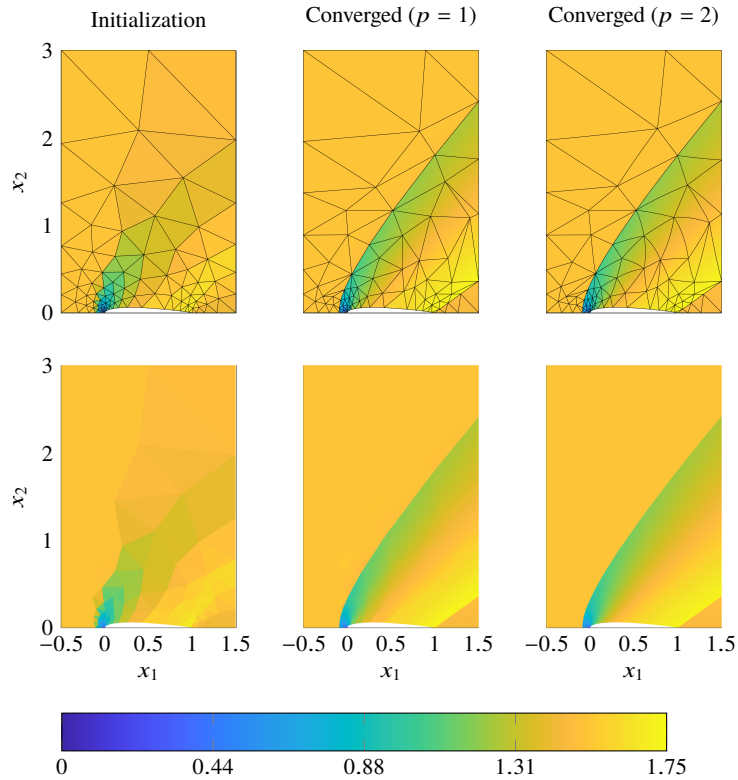 Initialization
Converged (p = 1)
Converged (p = 2)
3
2
1
0
x₂
3
2
1
0
x₂
−0.5 0 0.5 1 1.5
−0.5 0 0.5 1 1.5
−0.5 0 0.5 1 1.5
x₁
x₁
x₁
0 0.44 0.88 1.31 1.75